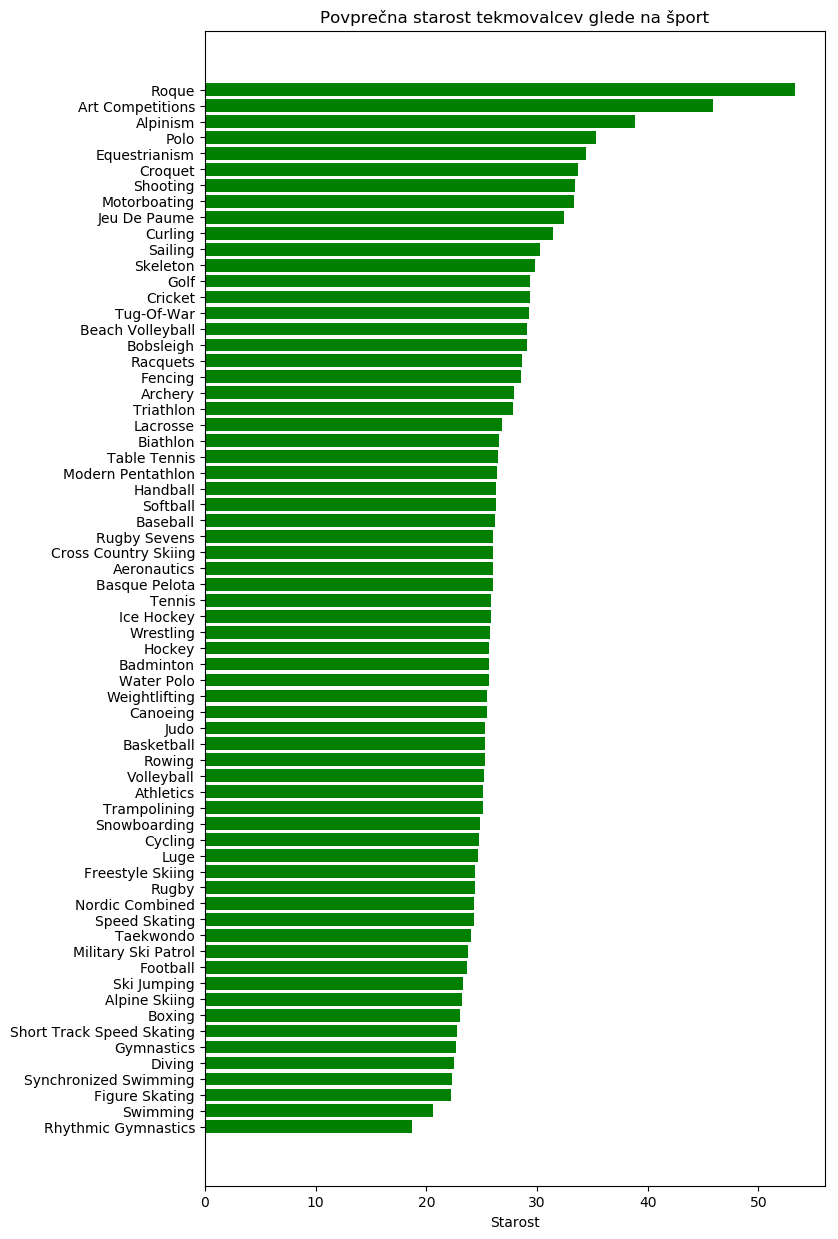 Povprečna starost tekmovalcev glede na šport
Roque
Art Competitions
Alpinism
Polo
Equestrianism
Croquet
Shooting
Motorboating
Jeu De Paume
Curling
Sailing
Skeleton
Golf
Cricket
Tug-Of-War
Beach Volleyball
Bobsleigh
Racquets
Fencing
Archery
Triathlon
Lacrosse
Biathlon
Table Tennis
Modern Pentathlon
Handball
Softball
Baseball
Rugby Sevens
Cross Country Skiing
Aeronautics
Basque Pelota
Tennis
Ice Hockey
Wrestling
Hockey
Badminton
Water Polo
Weightlifting
Canoeing
Judo
Basketball
Rowing
Volleyball
Athletics
Trampolining
Snowboarding
Cycling
Luge
Freestyle Skiing
Rugby
Nordic Combined
Speed Skating
Taekwondo
Military Ski Patrol
Football
Ski Jumping
Alpine Skiing
Boxing
Short Track Speed Skating
Gymnastics
Diving
Synchronized Swimming
Figure Skating
Swimming
Rhythmic Gymnastics
0 10 20 30 40 50
Starost